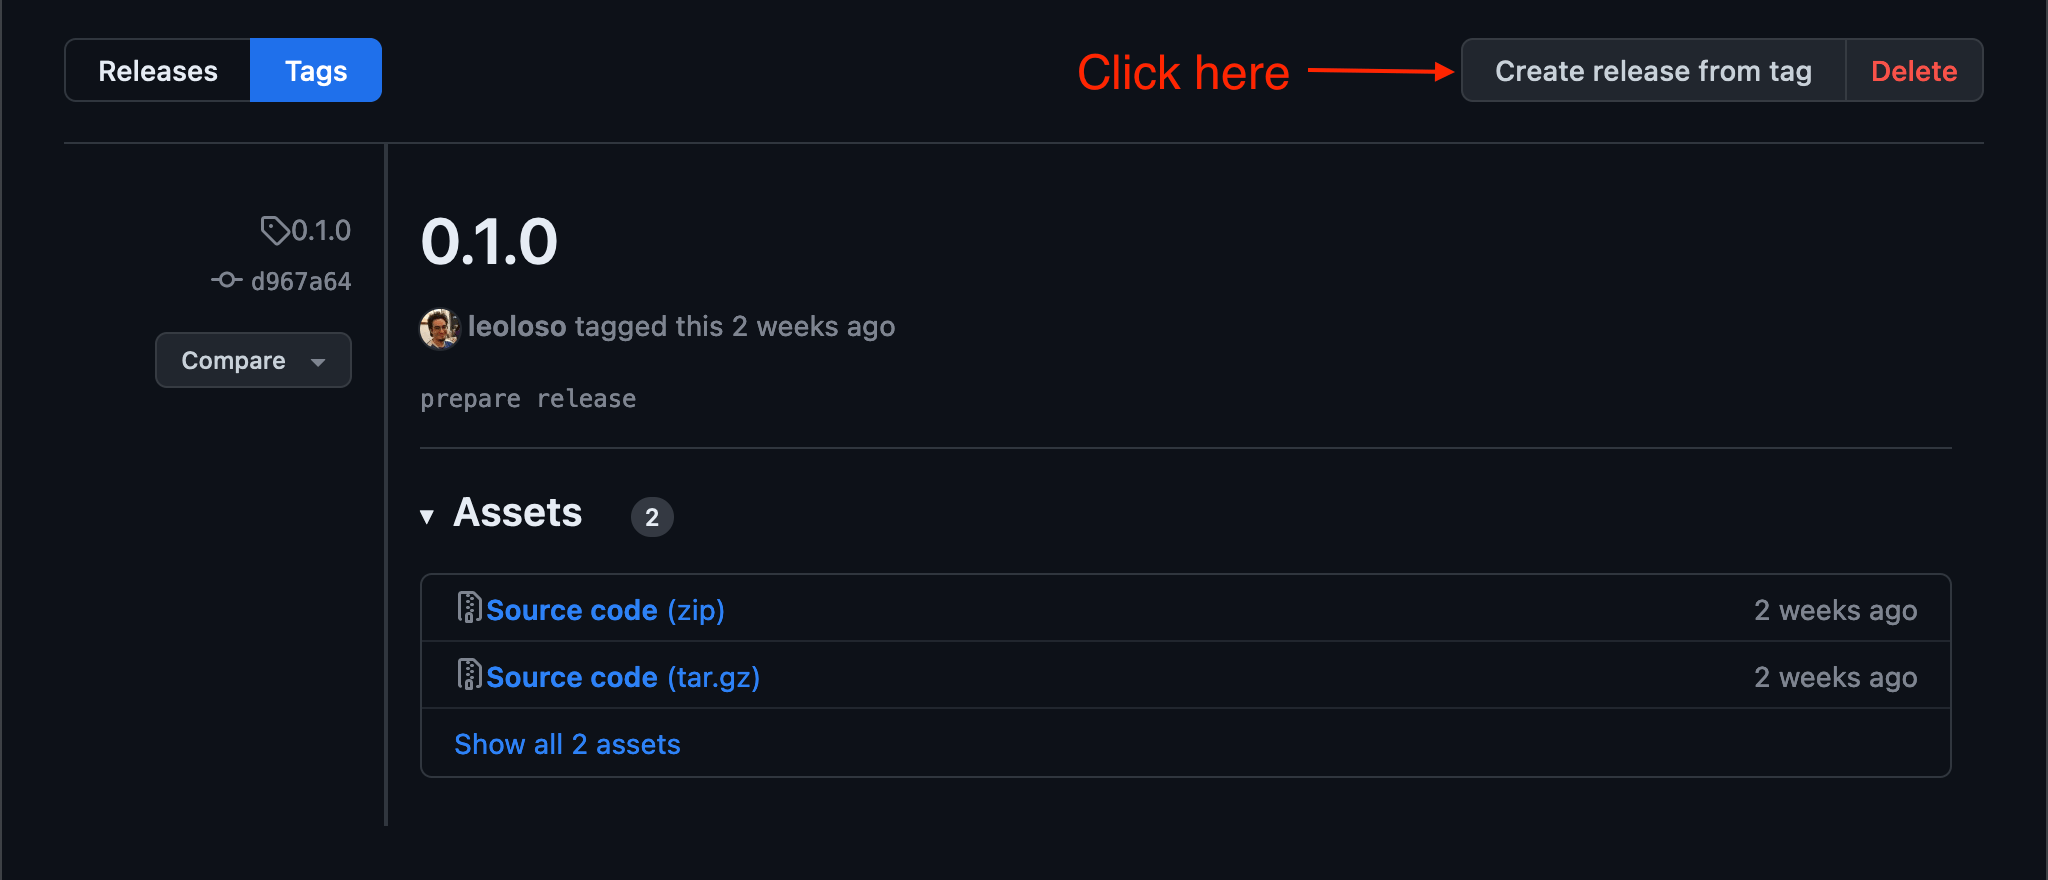 Releases Tags Click here Create release from tag Delete
0.1.0
d967a64
Compare
0.1.0
leoloso tagged this 2 weeks ago
prepare release
Assets 2
Source code (zip) 2 weeks ago
Source code (tar.gz) 2 weeks ago
Show all 2 assets